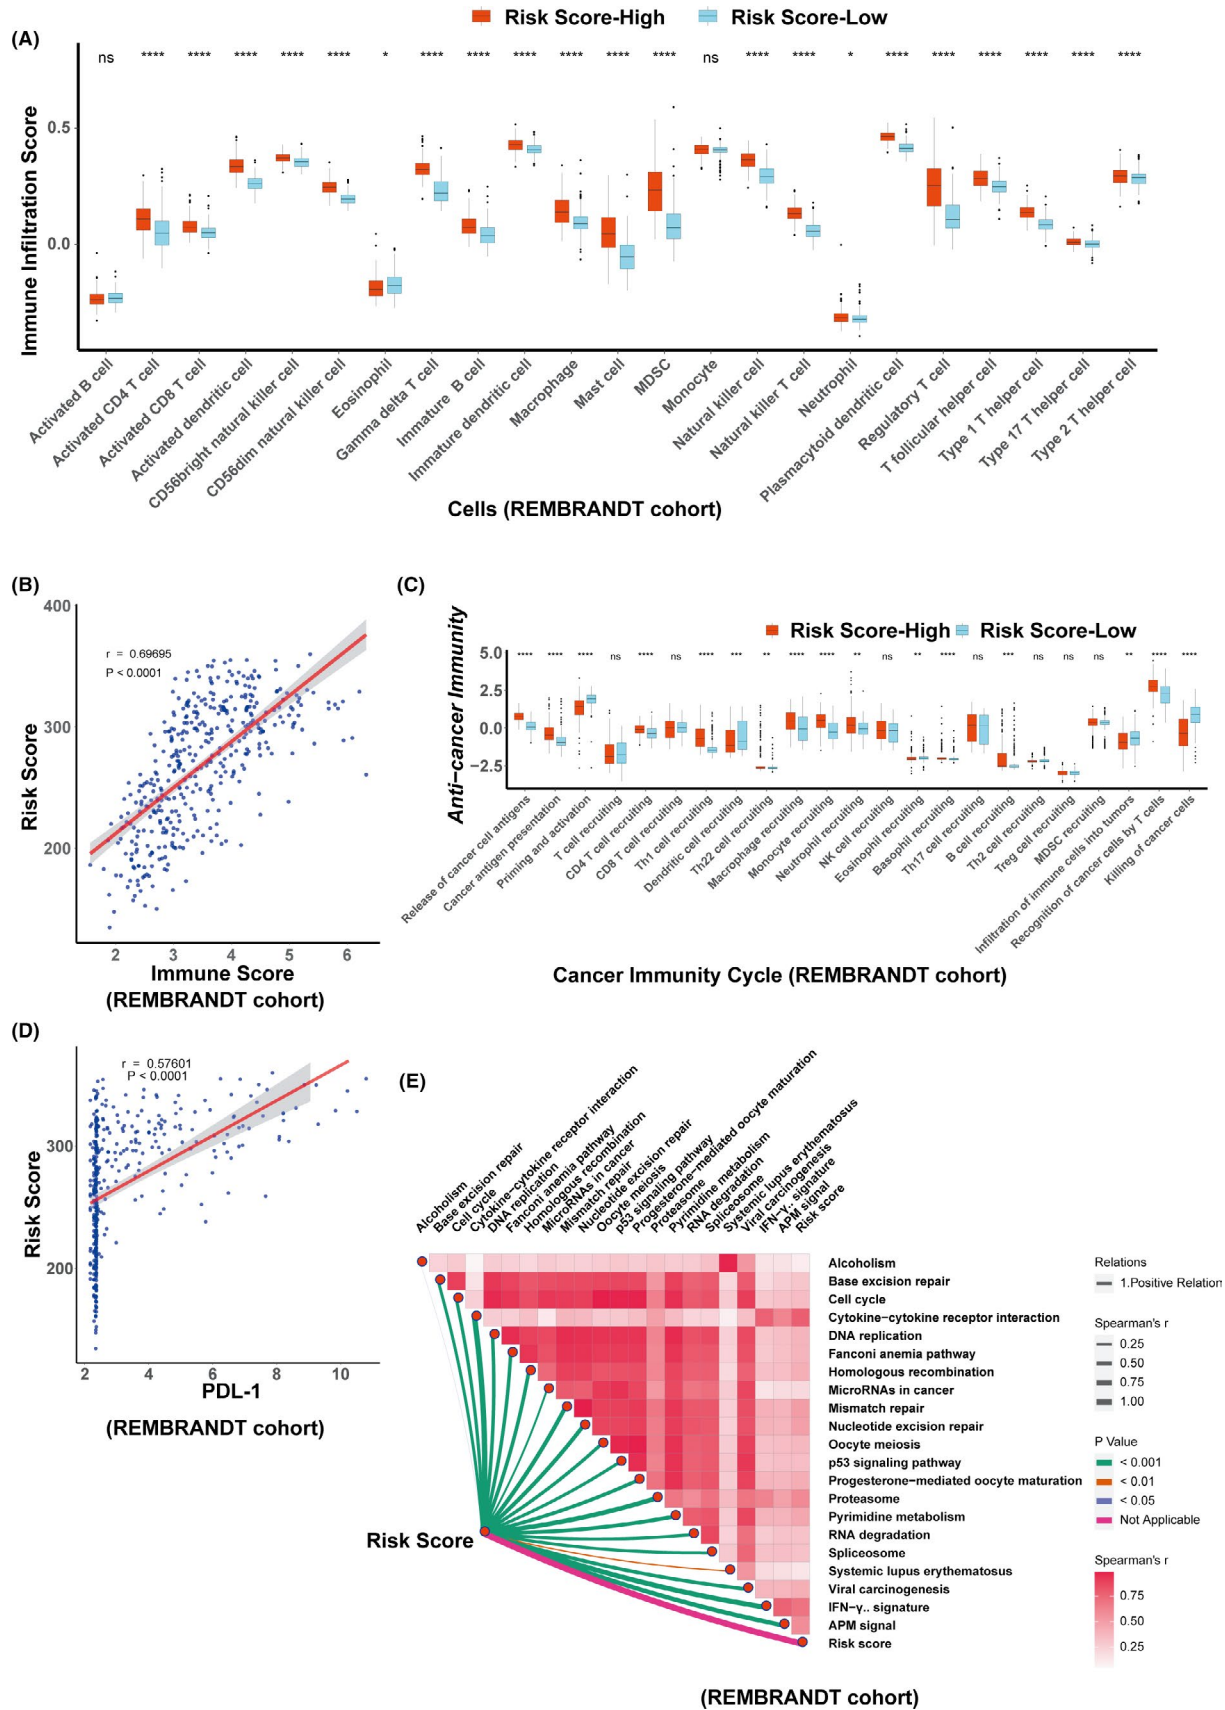 Risk Score-High Risk Score-Low
(A)
ns **** **** **** **** **** * **** **** **** **** **** **** ns **** **** * **** **** **** **** **** ****
Immune Infiltration Score
0.5
0.0
Activated B cell
Activated CD4 T cell
Activated CD8 T cell
Activated dendritic cell
CD56bright natural killer cell
CD56dim natural killer cell
Eosinophil
Gamma delta T cell
Immature B cell
Immature dendritic cell
Macrophage
Mast cell
MDSC
Monocyte
Natural killer cell
Natural killer T cell
Neutrophil
Plasmacytoid dendritic cell
Regulatory T cell
T follicular helper cell
Type 1 T helper cell
Type 17 T helper cell
Type 2 T helper cell
Cells (REMBRANDT cohort)
(B)
400
300
200
Risk Score
r = 0.69695
P < 0.0001
2 3 4 5 6
Immune Score
(REMBRANDT cohort)
(C)
Anti-cancer Immunity
Risk Score-High Risk Score-Low
5.0
2.5
0.0
−2.5
**** **** **** ns **** ns **** *** ** **** **** ** ns ** **** ns *** ns ns ns ** **** ****
Release of cancer cell antigens
Cancer antigen presentation
Priming and activation
T cell recruiting
CD4 T cell recruiting
CD8 T cell recruiting
Th1 cell recruiting
Dendritic cell recruiting
Th22 cell recruiting
Macrophage recruiting
Monocyte recruiting
Neutrophil recruiting
NK cell recruiting
Eosinophil recruiting
Basophil recruiting
Th17 cell recruiting
B cell recruiting
Th2 cell recruiting
Treg cell recruiting
MDSC recruiting
Infiltration of immune cells into tumors
Recognition of cancer cells by T cells
Killing of cancer cells
Cancer Immunity Cycle (REMBRANDT cohort)
(D)
Risk Score
300
200
r = 0.57601
P < 0.0001
2 4 6 8 10
PDL-1
(REMBRANDT cohort)
(E)
Alcoholism
Base excision repair
Cell cycle
Cytokine−cytokine receptor interaction
DNA replication
Fanconi anemia pathway
Homologous recombination
MicroRNAs in cancer
Mismatch repair
Nucleotide excision repair
Oocyte meiosis
p53 signaling pathway
Progesterone−mediated oocyte maturation
Proteasome
Pyrimidine metabolism
RNA degradation
Spliceosome
Systemic lupus erythematosus
Viral carcinogenesis
IFN−γ.. signature
APM signal
Risk score
Alcoholism
Base excision repair
Cell cycle
Cytokine−cytokine receptor interaction
DNA replication
Fanconi anemia pathway
Homologous recombination
MicroRNAs in cancer
Mismatch repair
Nucleotide excision repair
Oocyte meiosis
p53 signaling pathway
Progesterone−mediated oocyte maturation
Proteasome
Pyrimidine metabolism
RNA degradation
Spliceosome
Systemic lupus erythematosus
Viral carcinogenesis
IFN−γ.. signature
APM signal
Risk score
Risk Score
Relations
1.Positive Relation
Spearman's r
0.25
0.50
0.75
1.00
P Value
< 0.001
< 0.01
< 0.05
Not Applicable
Spearman's r
0.75
0.50
0.25
(REMBRANDT cohort)